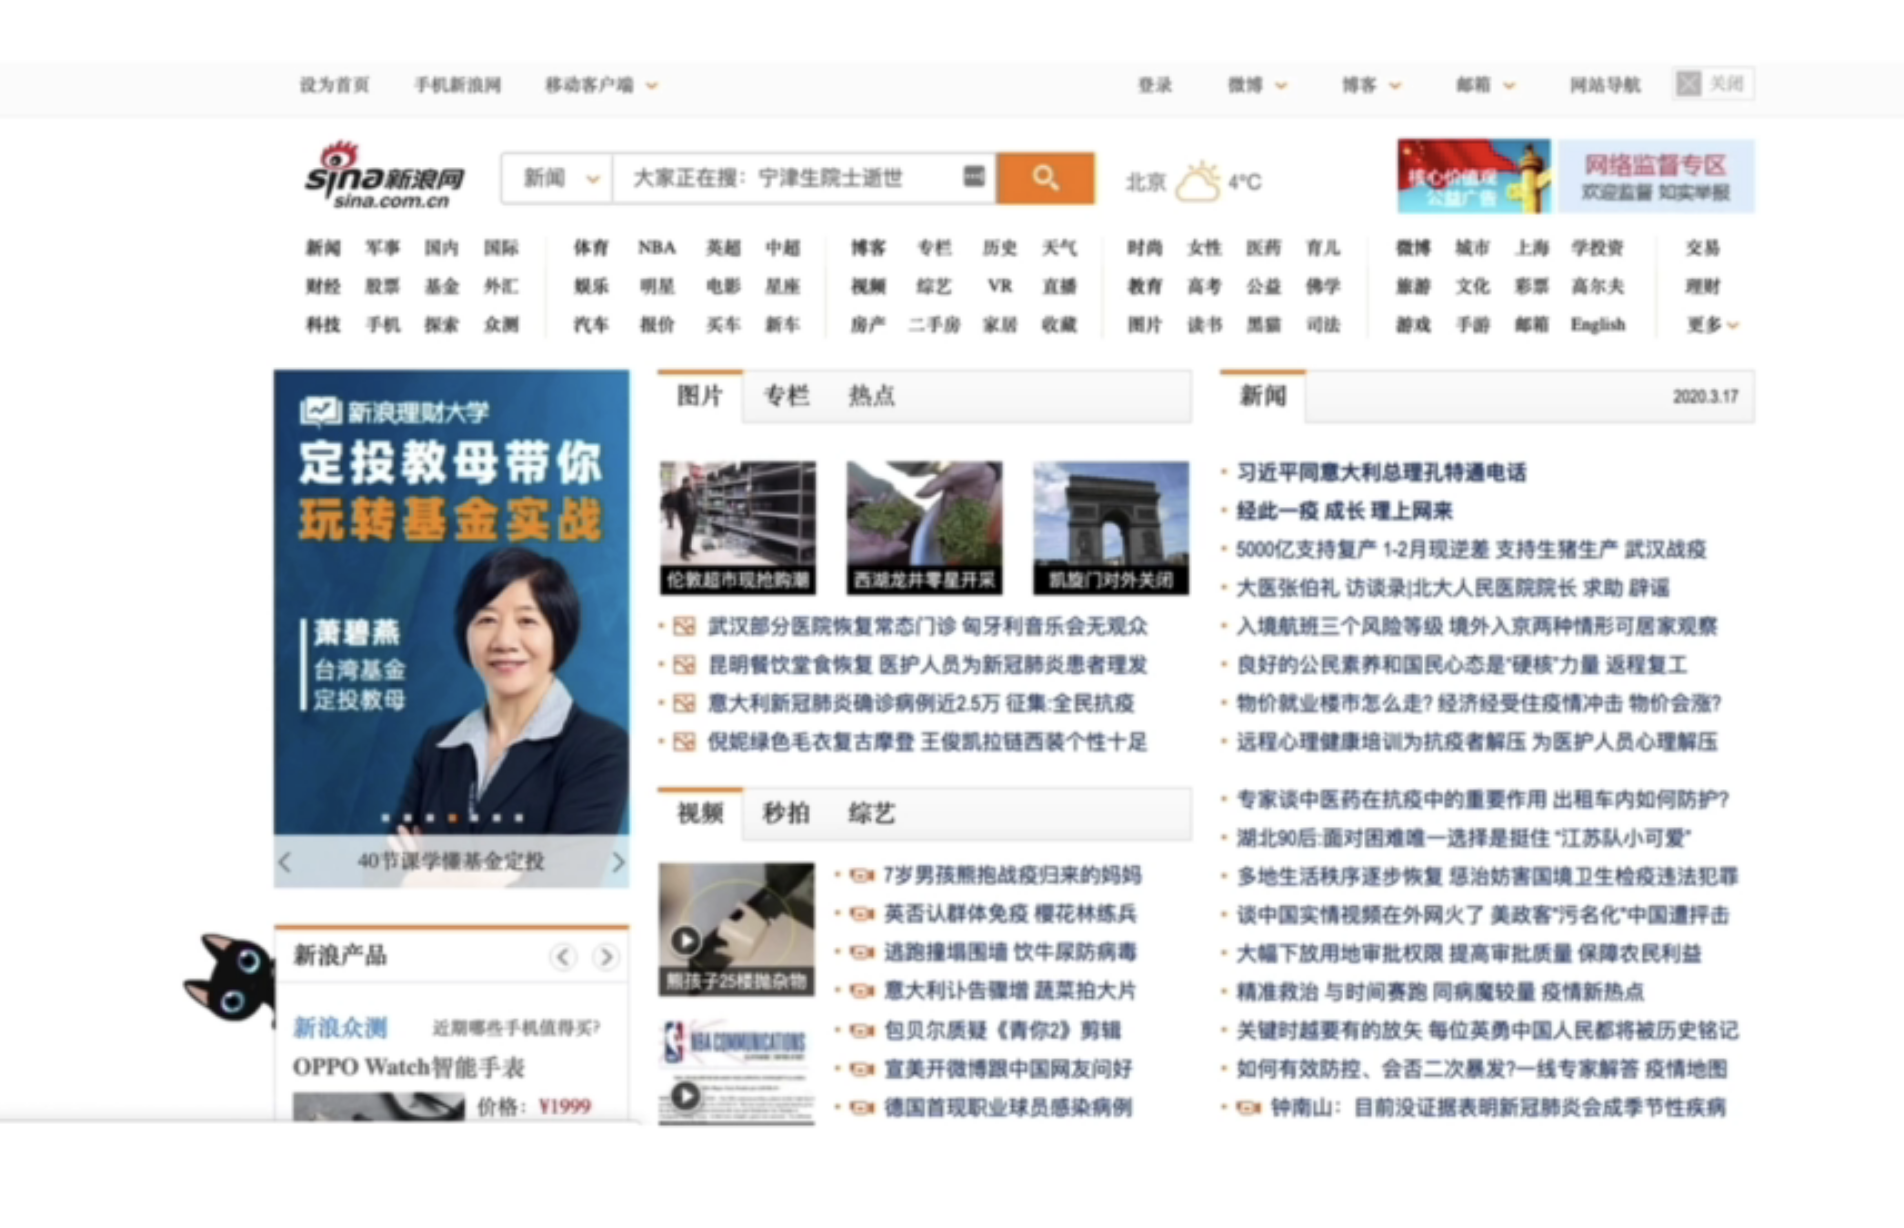 设为首页 手机新浪网 移动客户端 登录 微博 博客 邮箱 网站导航 关闭
sina新浪网
sina.com.cn
新闻 大家正在搜：宁津生院士逝世
北京 4°C
核心价值观
公益广告
网络监督专区
欢迎监督 如实举报
新闻 军事 国内 国际 体育 NBA 英超 中超 博客 专栏 历史 天气 时尚 女性 医药 育儿 微博 城市 上海 学投资 交易
财经 股票 基金 外汇 娱乐 明星 电影 星座 视频 综艺 VR 直播 教育 高考 公益 佛学 旅游 文化 彩票 高尔夫 理财
科技 手机 探索 众测 汽车 报价 买车 新车 房产 二手房 家居 收藏 图片 读书 黑猫 司法 游戏 手游 邮箱 English 更多
新浪理财大学
定投教母带你
玩转基金实战
萧碧燕
台湾基金
定投教母
40节课学懂基金定投
新浪产品
新浪众测 近期哪些手机值得买?
OPPO Watch智能手表
价格：¥1999
图片 专栏 热点
伦敦超市现抢购潮 西湖龙井零星开采 凯旋门对外关闭
武汉部分医院恢复常态门诊 匈牙利音乐会无观众
昆明餐饮堂食恢复 医护人员为新冠肺炎患者理发
意大利新冠肺炎确诊病例近2.5万 征集:全民抗疫
倪妮绿色毛衣复古摩登 王俊凯拉链西装个性十足
视频 秒拍 综艺
熊孩子25楼抛杂物
NBA COMMUNICATIONS
7岁男孩熊抱战疫归来的妈妈
英否认群体免疫 樱花林练兵
逃跑撞塌围墙 饮牛尿防病毒
意大利讣告骤增 蔬菜拍大片
包贝尔质疑《青你2》剪辑
宣美开微博跟中国网友问好
德国首现职业球员感染病例
新闻 2020.3.17
习近平同意大利总理孔特通电话
经此一疫 成长 理上网来
5000亿支持复产 1-2月现逆差 支持生猪生产 武汉战疫
大医张伯礼 访谈录|北大人民医院院长 求助 辟谣
入境航班三个风险等级 境外入京两种情形可居家观察
良好的公民素养和国民心态是“硬核”力量 返程复工
物价就业楼市怎么走? 经济经受住疫情冲击 物价会涨?
远程心理健康培训为抗疫者解压 为医护人员心理解压
专家谈中医药在抗疫中的重要作用 出租车内如何防护?
湖北90后:面对困难唯一选择是挺住 “江苏队小可爱”
多地生活秩序逐步恢复 惩治妨害国境卫生检疫违法犯罪
谈中国实情视频在外网火了 美政客“污名化”中国遭抨击
大幅下放用地审批权限 提高审批质量 保障农民利益
精准救治 与时间赛跑 同病魔较量 疫情新热点
关键时越要有的放矢 每位英勇中国人民都将被历史铭记
如何有效防控、会否二次暴发?一线专家解答 疫情地图
钟南山：目前没证据表明新冠肺炎会成季节性疾病